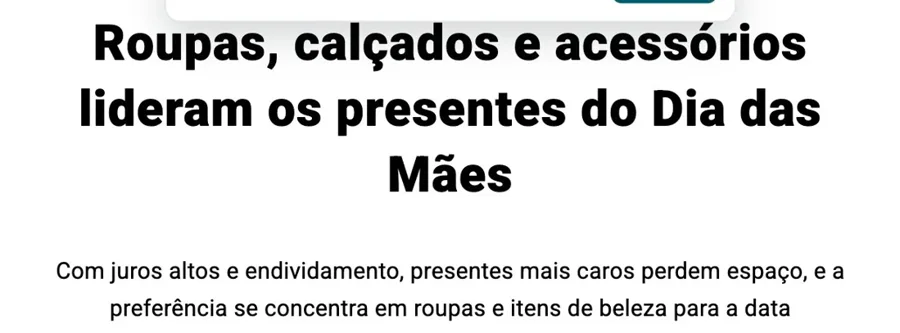 Roupas, calçados e acessórios
lideram os presentes do Dia das
Mães
Com juros altos e endividamento, presentes mais caros perdem espaço, e a
preferência se concentra em roupas e itens de beleza para a data